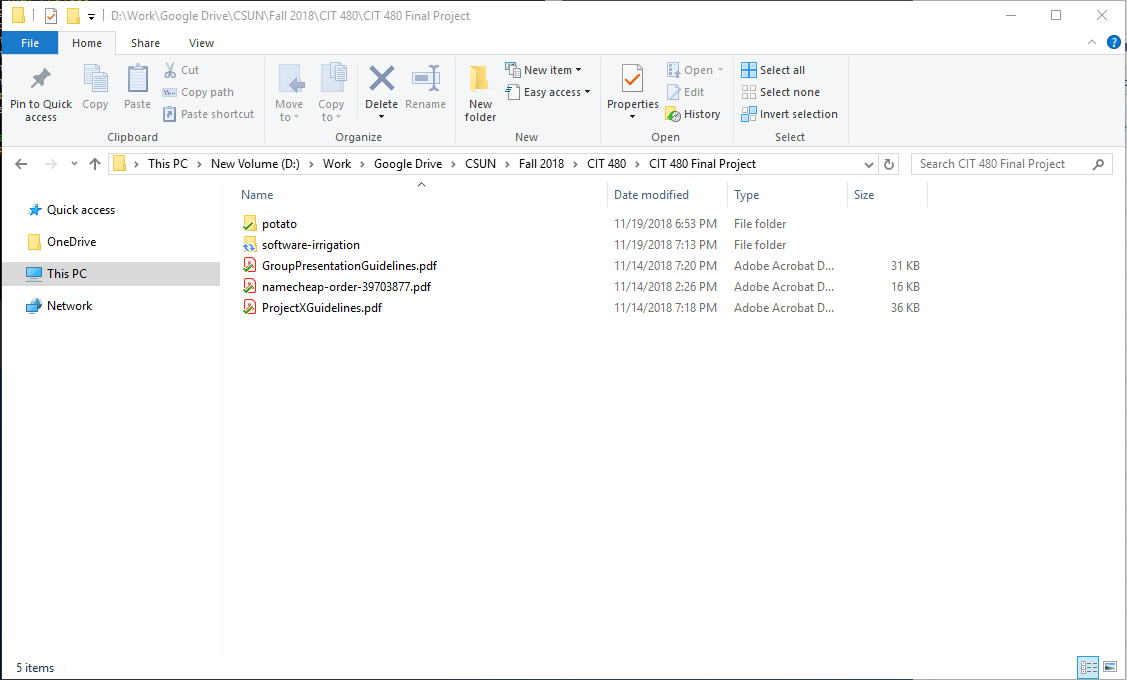 D:\Work\Google Drive\CSUN\Fall 2018\CIT 480\CIT 480 Final Project
File Home Share View
Pin to Quick access
Copy
Paste
Cut
Copy path
Paste shortcut
Clipboard
Move to
Copy to
Delete
Rename
Organize
New folder
New item
Easy access
New
Properties
Open
Edit
History
Open
Select all
Select none
Invert selection
Select
This PC > New Volume (D:) > Work > Google Drive > CSUN > Fall 2018 > CIT 480 > CIT 480 Final Project
Search CIT 480 Final Project
Quick access
OneDrive
This PC
Network
Name Date modified Type Size
potato 11/19/2018 6:53 PM File folder
software-irrigation 11/19/2018 7:13 PM File folder
GroupPresentationGuidelines.pdf 11/14/2018 7:20 PM Adobe Acrobat D... 31 KB
namecheap-order-39703877.pdf 11/14/2018 2:26 PM Adobe Acrobat D... 16 KB
ProjectXGuidelines.pdf 11/14/2018 7:18 PM Adobe Acrobat D... 36 KB
5 items